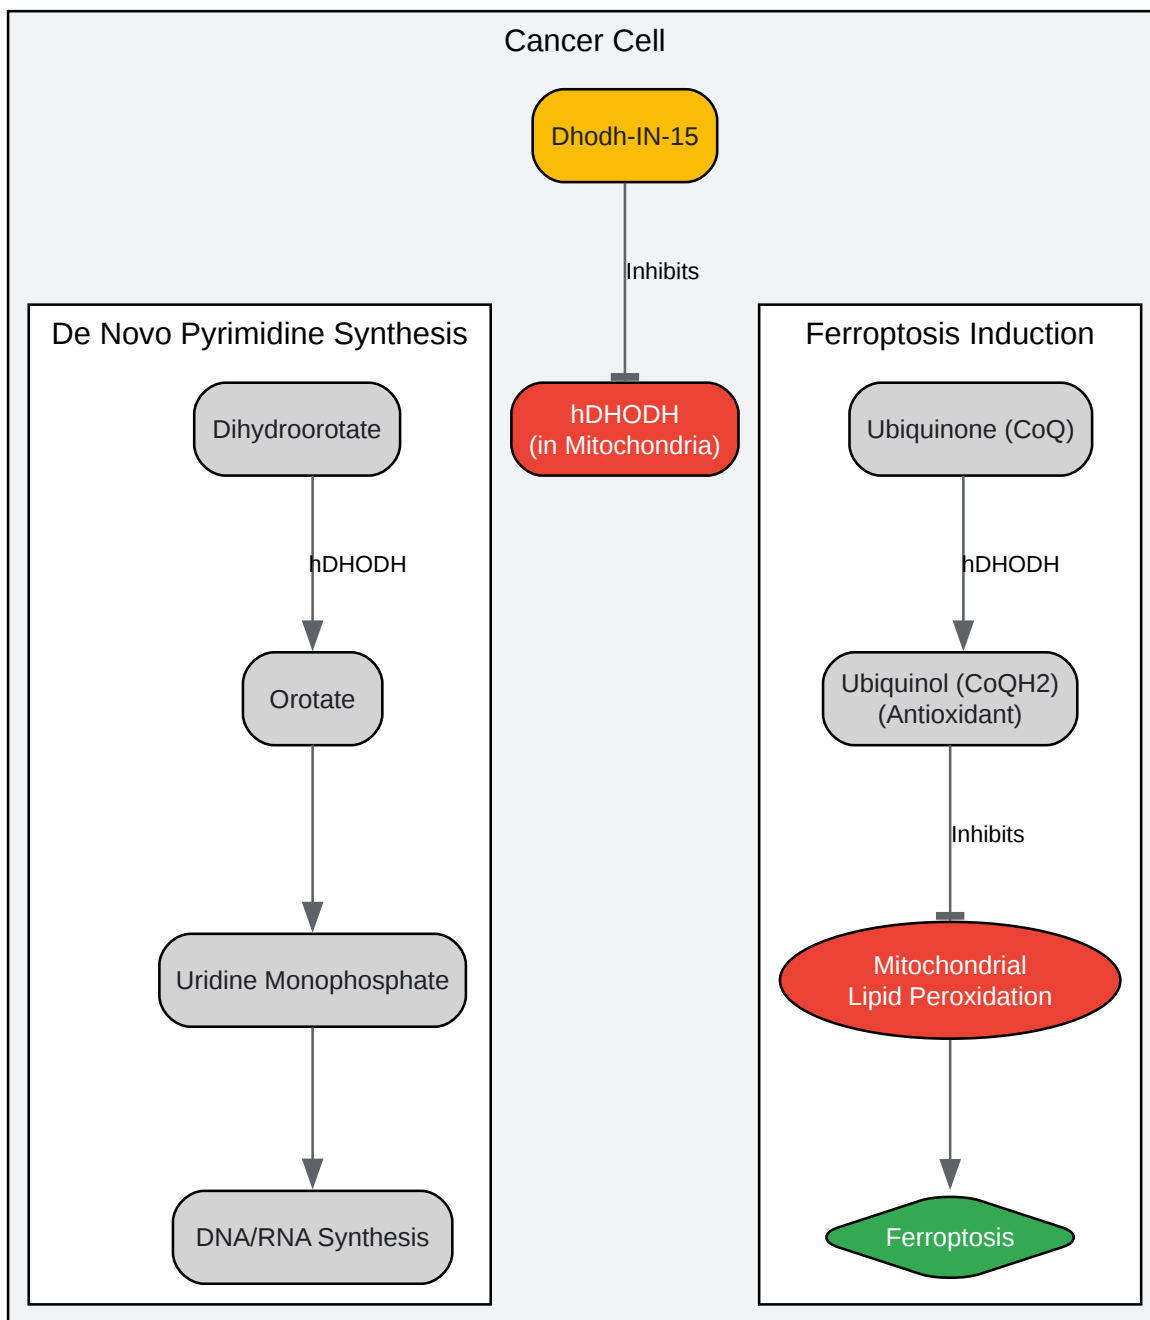 Cancer Cell
Dhodh-IN-15
Inhibits
hDHODH
(in Mitochondria)
De Novo Pyrimidine Synthesis
Dihydroorotate
hDHODH
Orotate
Uridine Monophosphate
DNA/RNA Synthesis
Ferroptosis Induction
Ubiquinone (CoQ)
hDHODH
Ubiquinol (CoQH2)
(Antioxidant)
Inhibits
Mitochondrial
Lipid Peroxidation
Ferroptosis